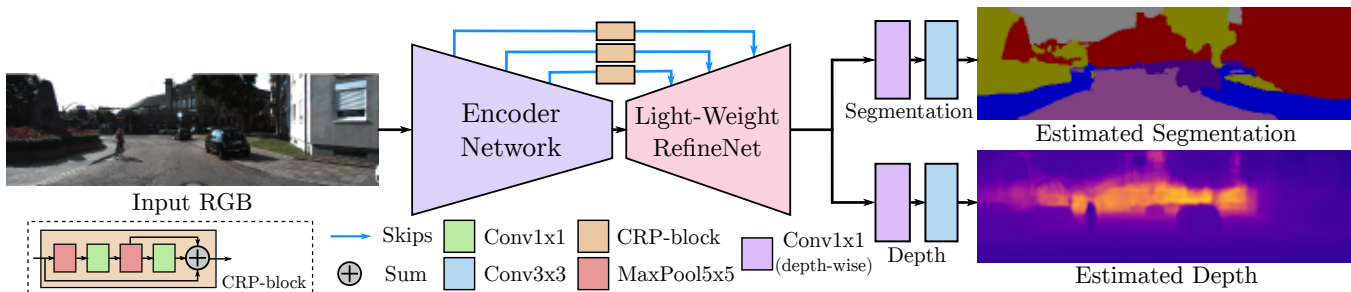 Input RGB
Encoder
Network
Light-Weight
RefineNet
Segmentation
Estimated Segmentation
Depth
Estimated Depth
CRP-block
Skips
Sum
Conv1x1
Conv3x3
CRP-block
MaxPool5x5
Conv1x1
(depth-wise)